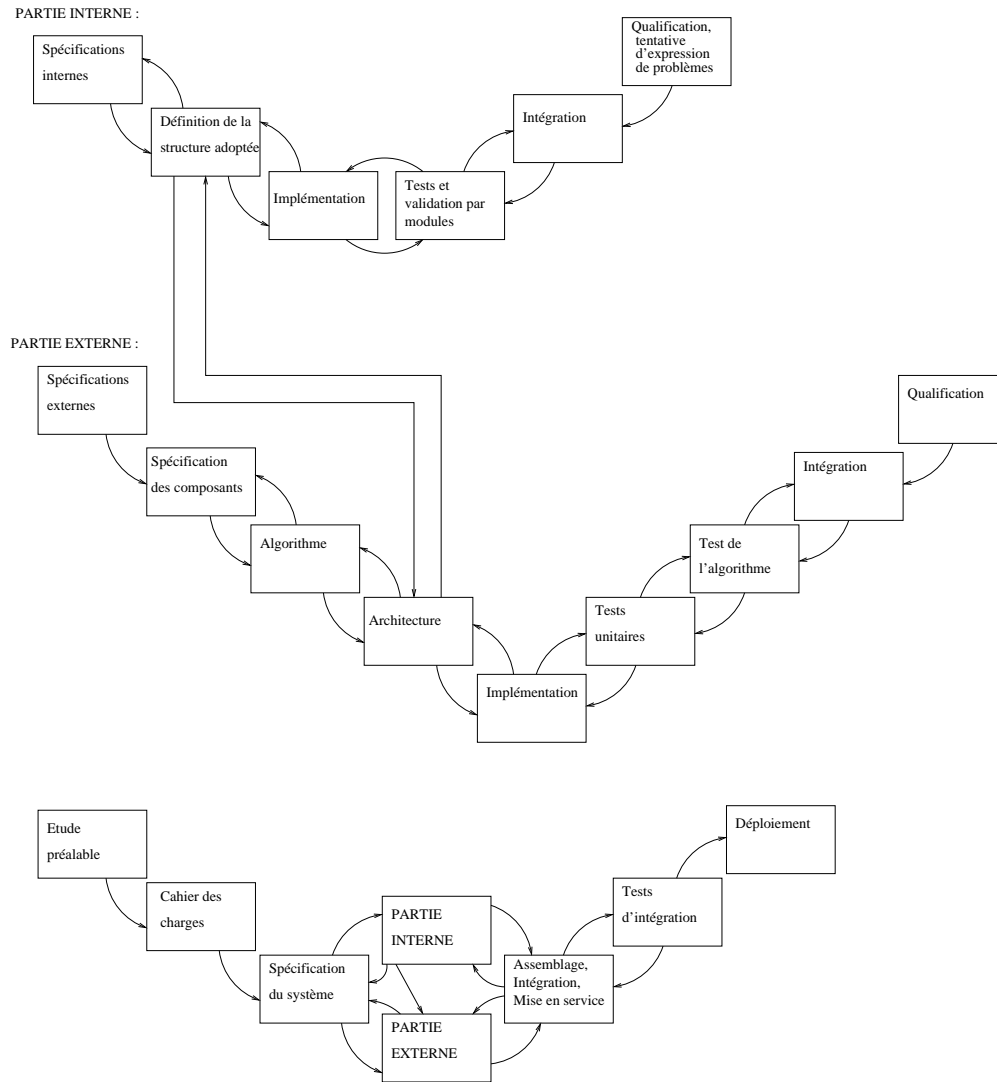 PARTIE INTERNE :
Spécifications
internes
Qualification,
tentative
d’expression
de problèmes
Définition de la
structure adoptée
Intégration
Implémentation
Tests et
validation par
modules
PARTIE EXTERNE :
Spécifications
externes
Qualification
Spécification
des composants
Intégration
Algorithme
Test de
l’algorithme
Architecture
Tests
unitaires
Implémentation
Etude
préalable
Déploiement
Cahier des
charges
Tests
d’intégration
PARTIE
INTERNE
Spécification
du système
Assemblage,
Intégration,
Mise en service
PARTIE
EXTERNE